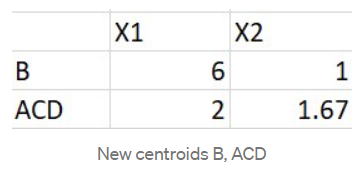 X1 X2
B 6 1
ACD 2 1.67
New centroids B, ACD